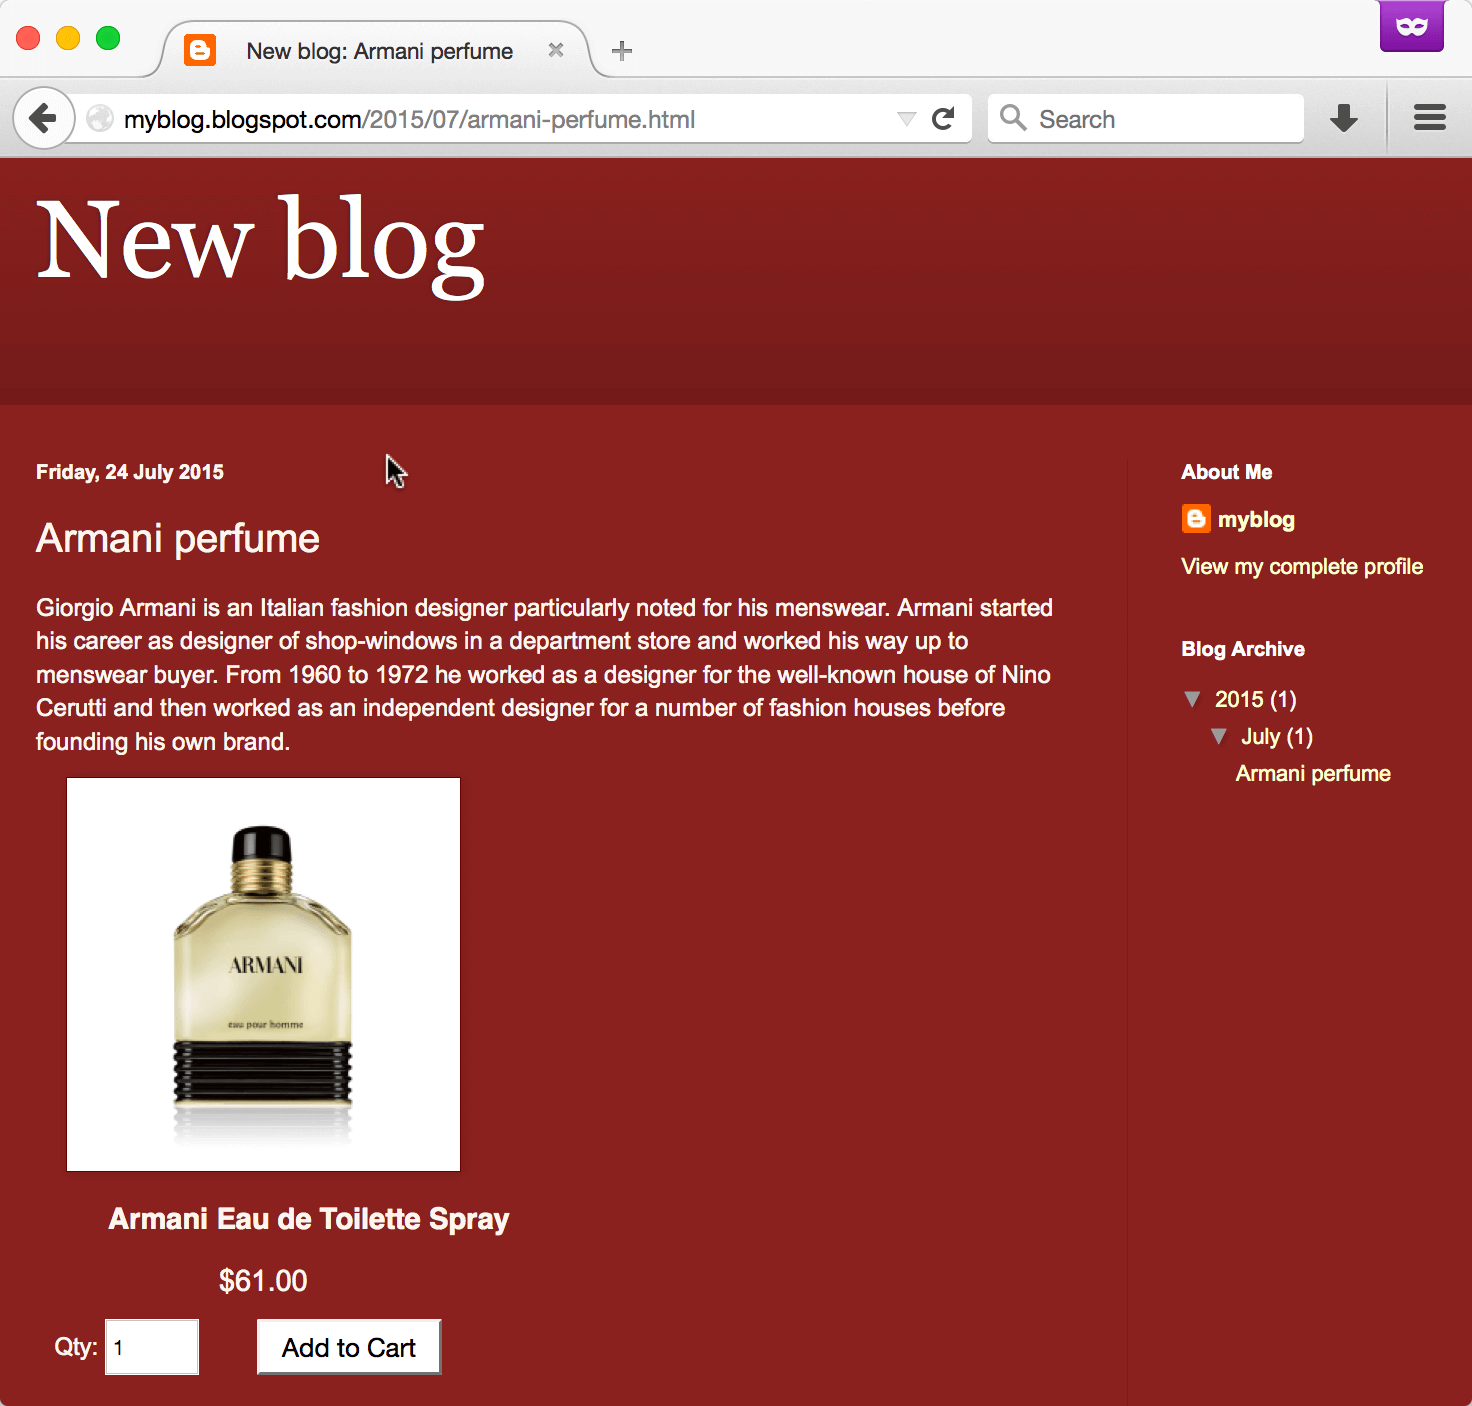 New blog: Armani perfume
myblog.blogspot.com/2015/07/armani-perfume.html
Search
New blog
Friday, 24 July 2015
Armani perfume
Giorgio Armani is an Italian fashion designer particularly noted for his menswear. Armani started
his career as designer of shop-windows in a department store and worked his way up to
menswear buyer. From 1960 to 1972 he worked as a designer for the well-known house of Nino
Cerutti and then worked as an independent designer for a number of fashion houses before
founding his own brand.
ARMANI
eau pour homme
Armani Eau de Toilette Spray
$61.00
Qty: 1
Add to Cart
About Me
myblog
View my complete profile
Blog Archive
▼ 2015 (1)
▼ July (1)
Armani perfume